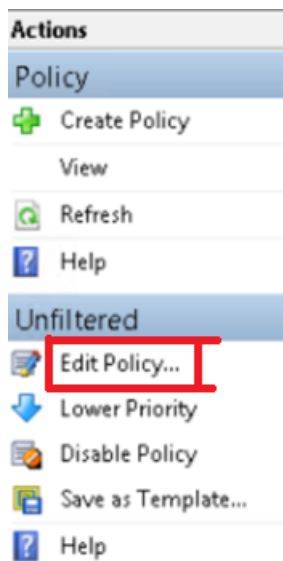 Actions
Policy
Create Policy
View
Refresh
Help
Unfiltered
Edit Policy...
Lower Priority
Disable Policy
Save as Template...
Help